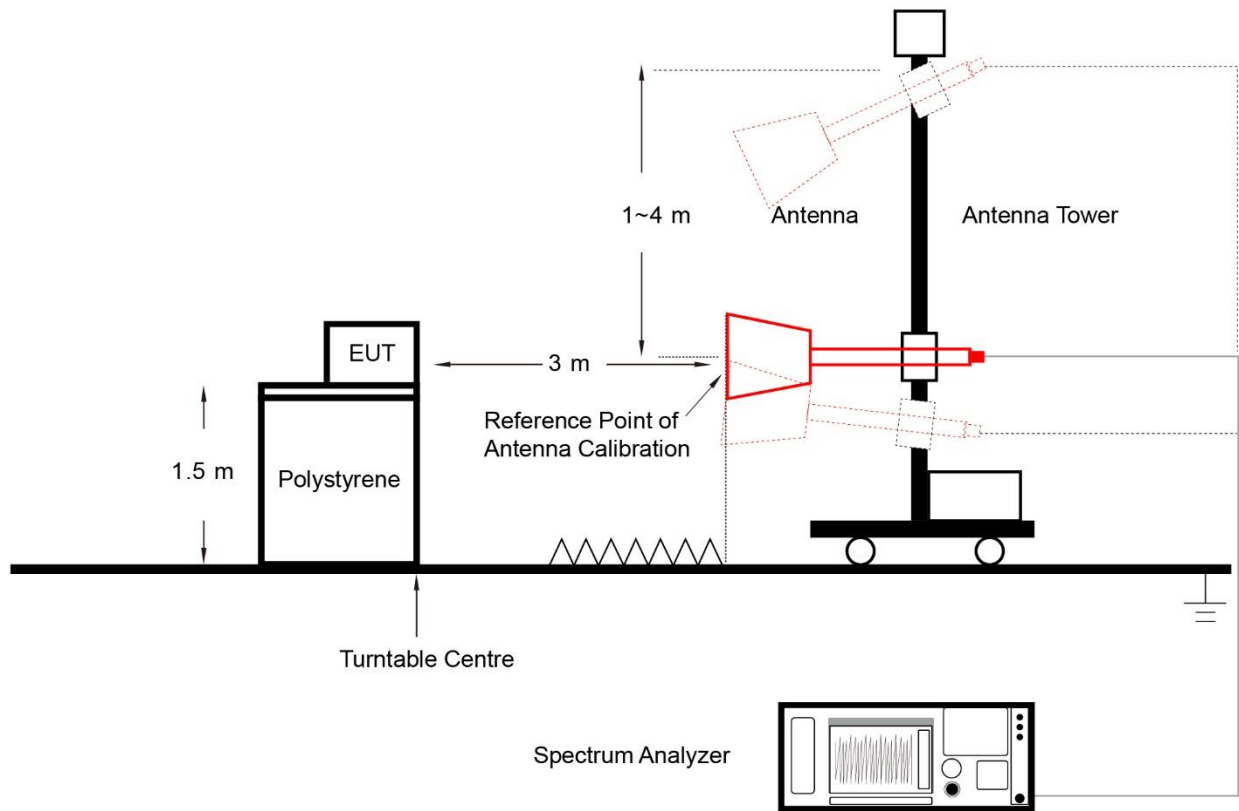 1~4 m
Antenna
Antenna Tower
EUT
3 m
Reference Point of
Antenna Calibration
1.5 m
Polystyrene
Turntable Centre
Spectrum Analyzer